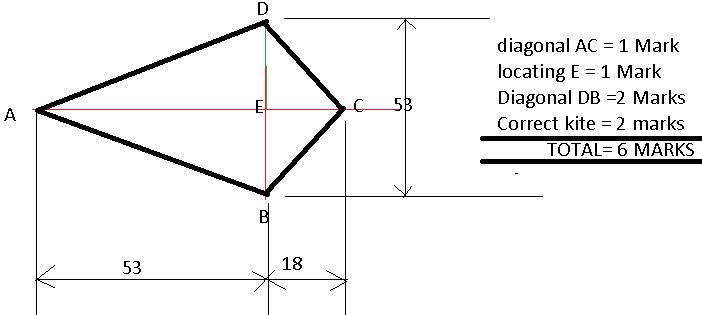 D
diagonal AC = 1 Mark
locating E = 1 Mark
Diagonal DB =2 Marks
Correct kite = 2 marks
TOTAL= 6 MARKS
A
E
C
53
B
53
18